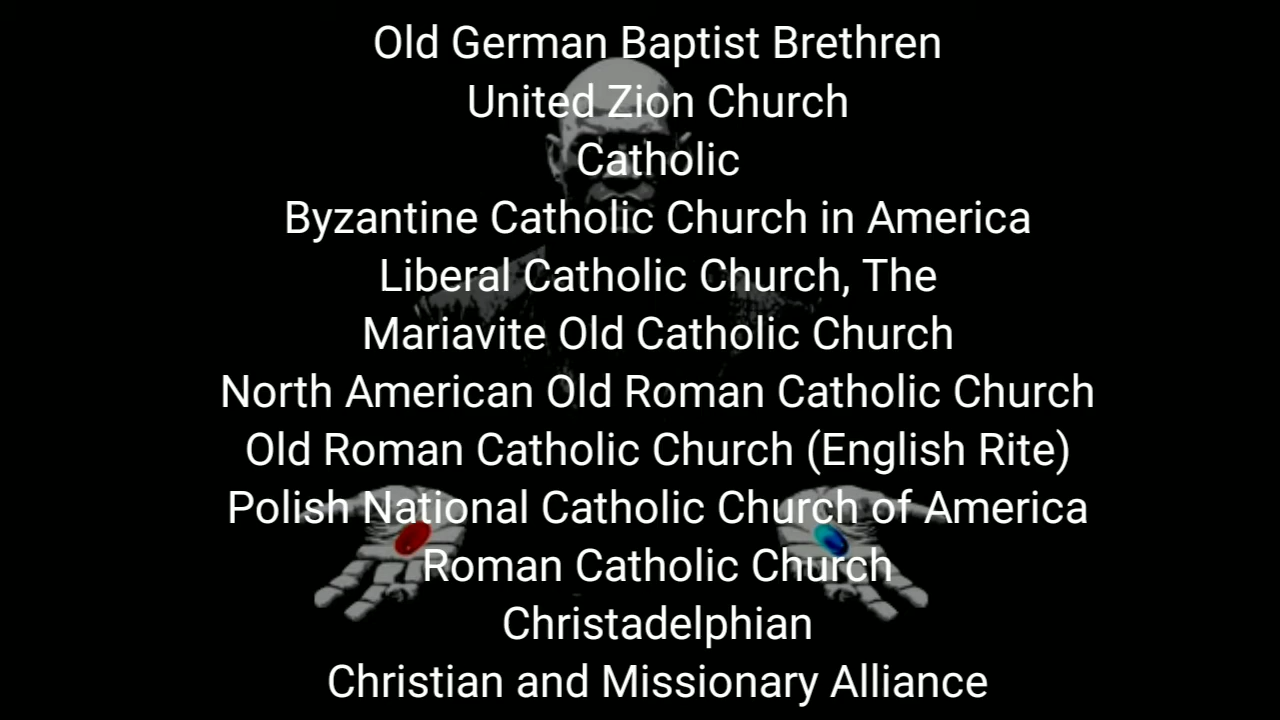 Old German Baptist Brethren
United Zion Church
Catholic
Byzantine Catholic Church in America
Liberal Catholic Church, The
Mariavite Old Catholic Church
North American Old Roman Catholic Church
Old Roman Catholic Church (English Rite)
Polish National Catholic Church of America
Roman Catholic Church
Christadelphian
Christian and Missionary Alliance